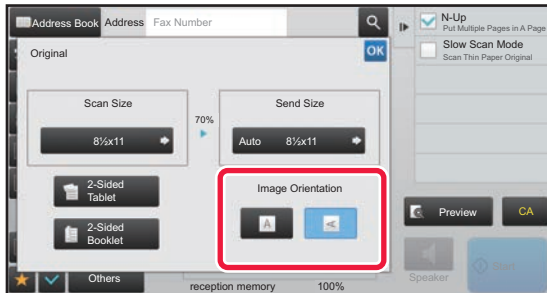 Address Book Address Fax Number
N-Up
Put Multiple Pages in A Page
Original
OK
Slow Scan Mode
Scan Thin Paper Original
Scan Size
8½x11
70%
Send Size
Auto 8½x11
2-Sided
Tablet
2-Sided
Booklet
Image Orientation
A
A
Preview
CA
Speaker
Start
Others
reception memory 100%